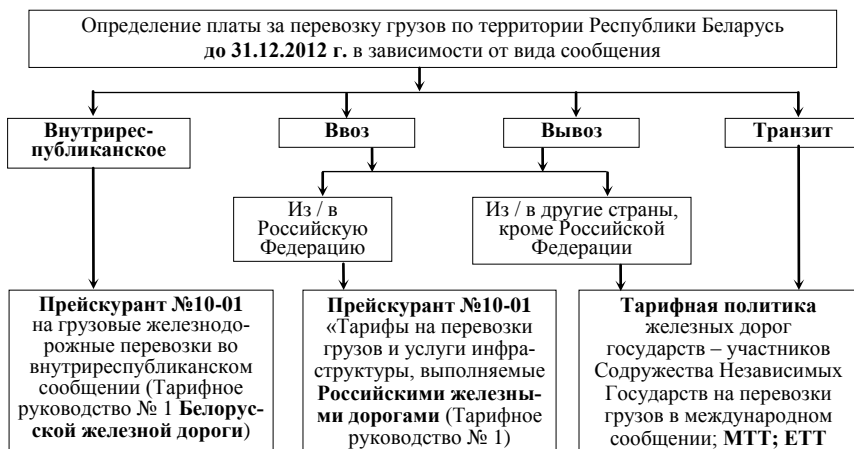 Определение платы за перевозку грузов по территории Республики Беларусь
до 31.12.2012 г. в зависимости от вида сообщения
Внутрирес-
публиканское
Ввоз
Вывоз
Транзит
Из / в
Российскую
Федерацию
Из / в другие страны,
кроме Российской
Федерации
Прейскурант №10-01
на грузовые железнодо-
рожные перевозки во
внутриреспубликанском
сообщении (Тарифное
руководство № 1 Белорус-
ской железной дороги)
Прейскурант №10-01
«Тарифы на перевозки
грузов и услуги инфра-
структуры, выполняемые
Российскими железны-
ми дорогами (Тарифное
руководство № 1)
Тарифная политика
железных дорог
государств – участников
Содружества Независимых
Государств на перевозки
грузов в международном
сообщении; МТТ; ЕТТ